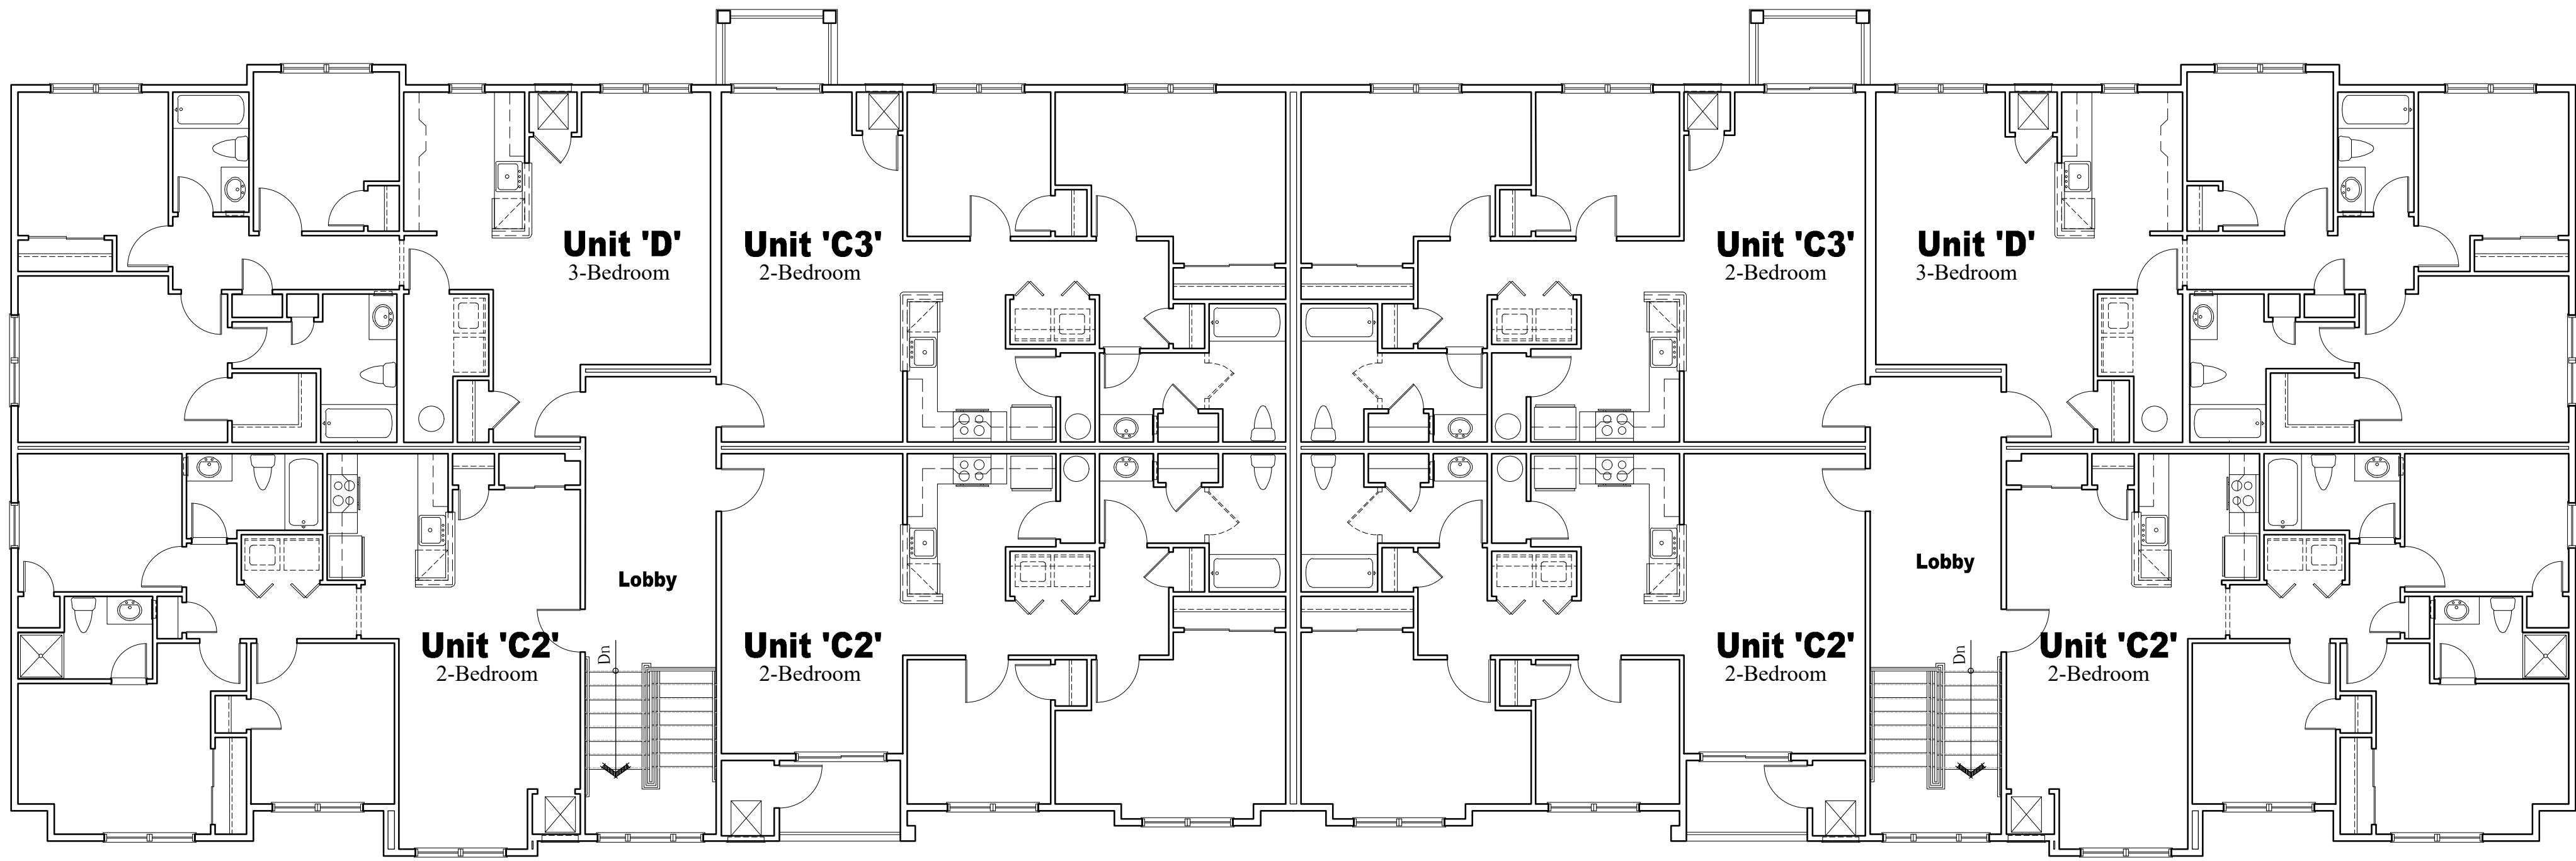 Unit 'D'
3-Bedroom
Unit 'C3'
2-Bedroom
Unit 'C3'
2-Bedroom
Unit 'D'
3-Bedroom
Lobby
Lobby
Unit 'C2'
2-Bedroom
Dn
Unit 'C2'
2-Bedroom
Unit 'C2'
2-Bedroom
Dn
Unit 'C2'
2-Bedroom